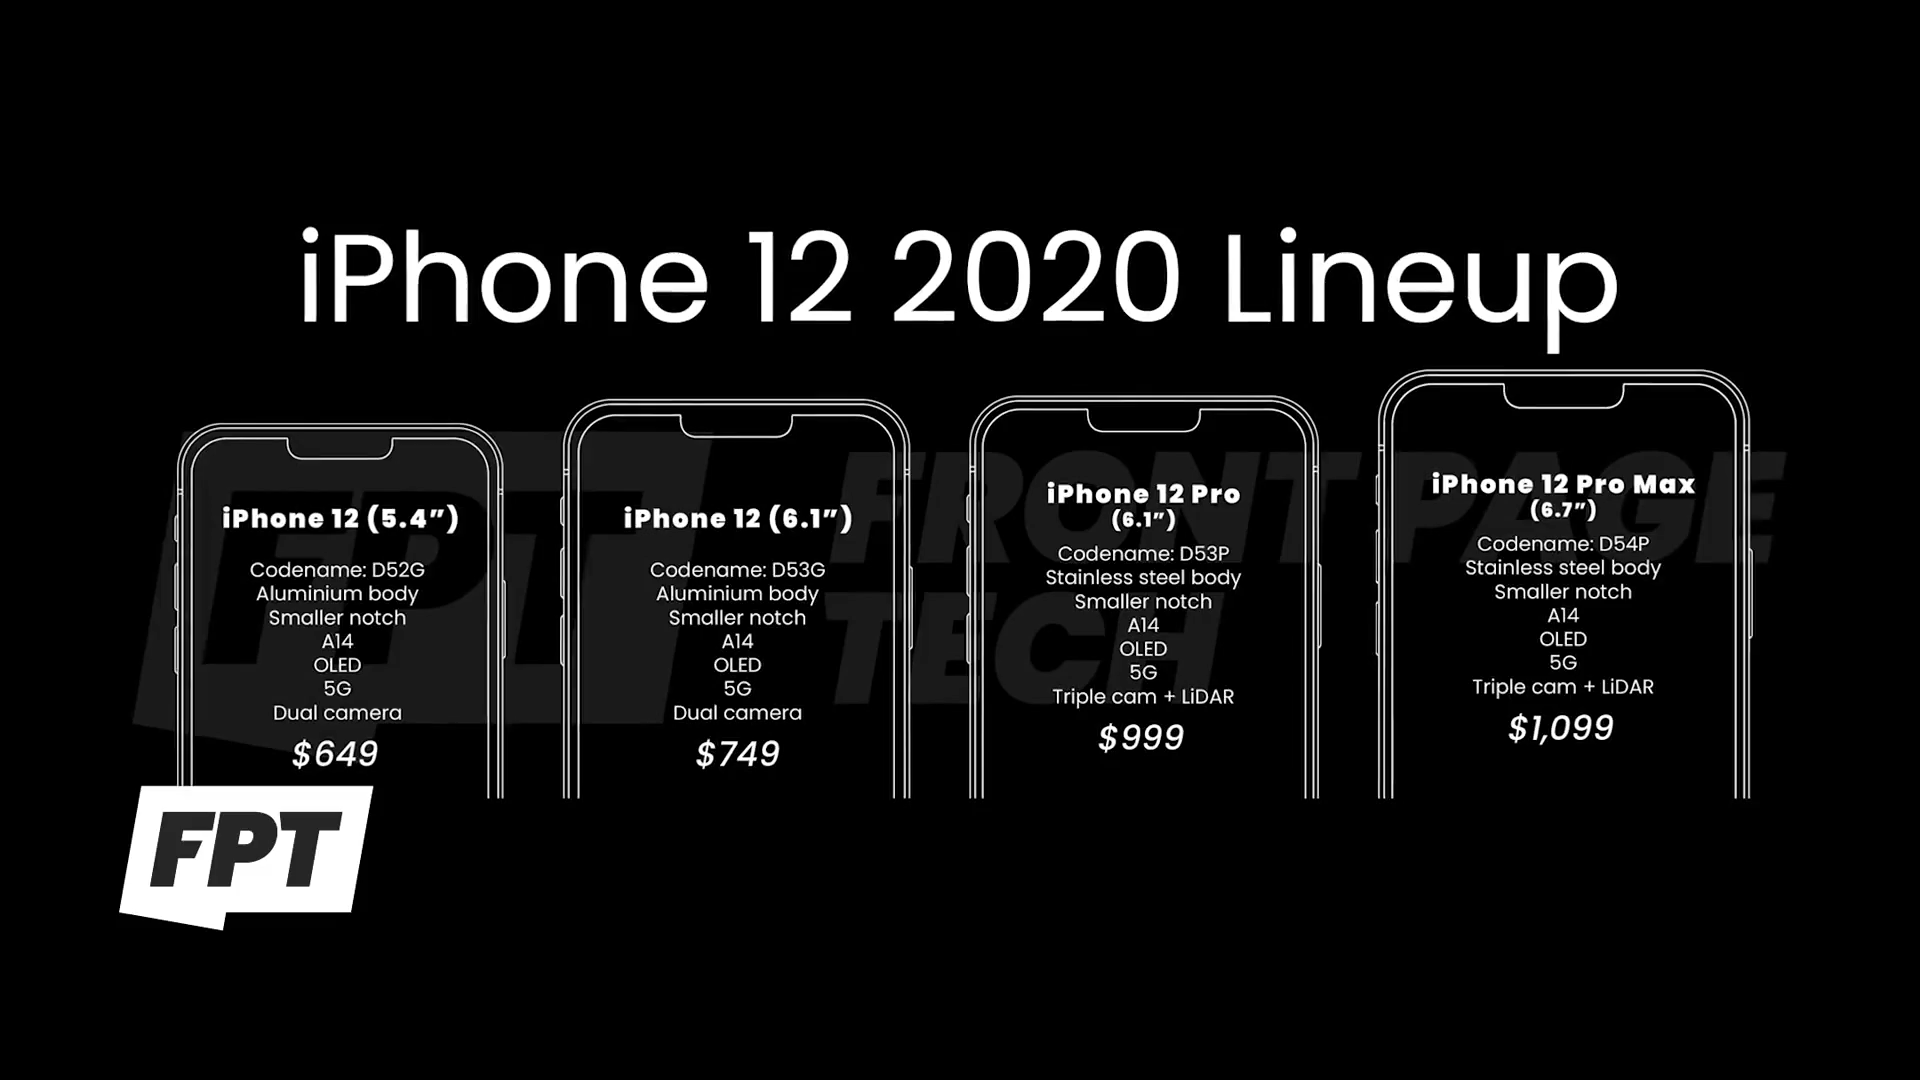 iPhone 12 2020 Lineup
iPhone 12 (5.4”)
Codename: D52G
Aluminium body
Smaller notch
A14
OLED
5G
Dual camera
$649
iPhone 12 (6.1”)
Codename: D53G
Aluminium body
Smaller notch
A14
OLED
5G
Dual camera
$749
iPhone 12 Pro
(6.1”)
Codename: D53P
Stainless steel body
Smaller notch
A14
OLED
5G
Triple cam + LiDAR
$999
iPhone 12 Pro Max
(6.7”)
Codename: D54P
Stainless steel body
Smaller notch
A14
OLED
5G
Triple cam + LiDAR
$1,099
FPT
FRONT PAGE
TECH
FPT